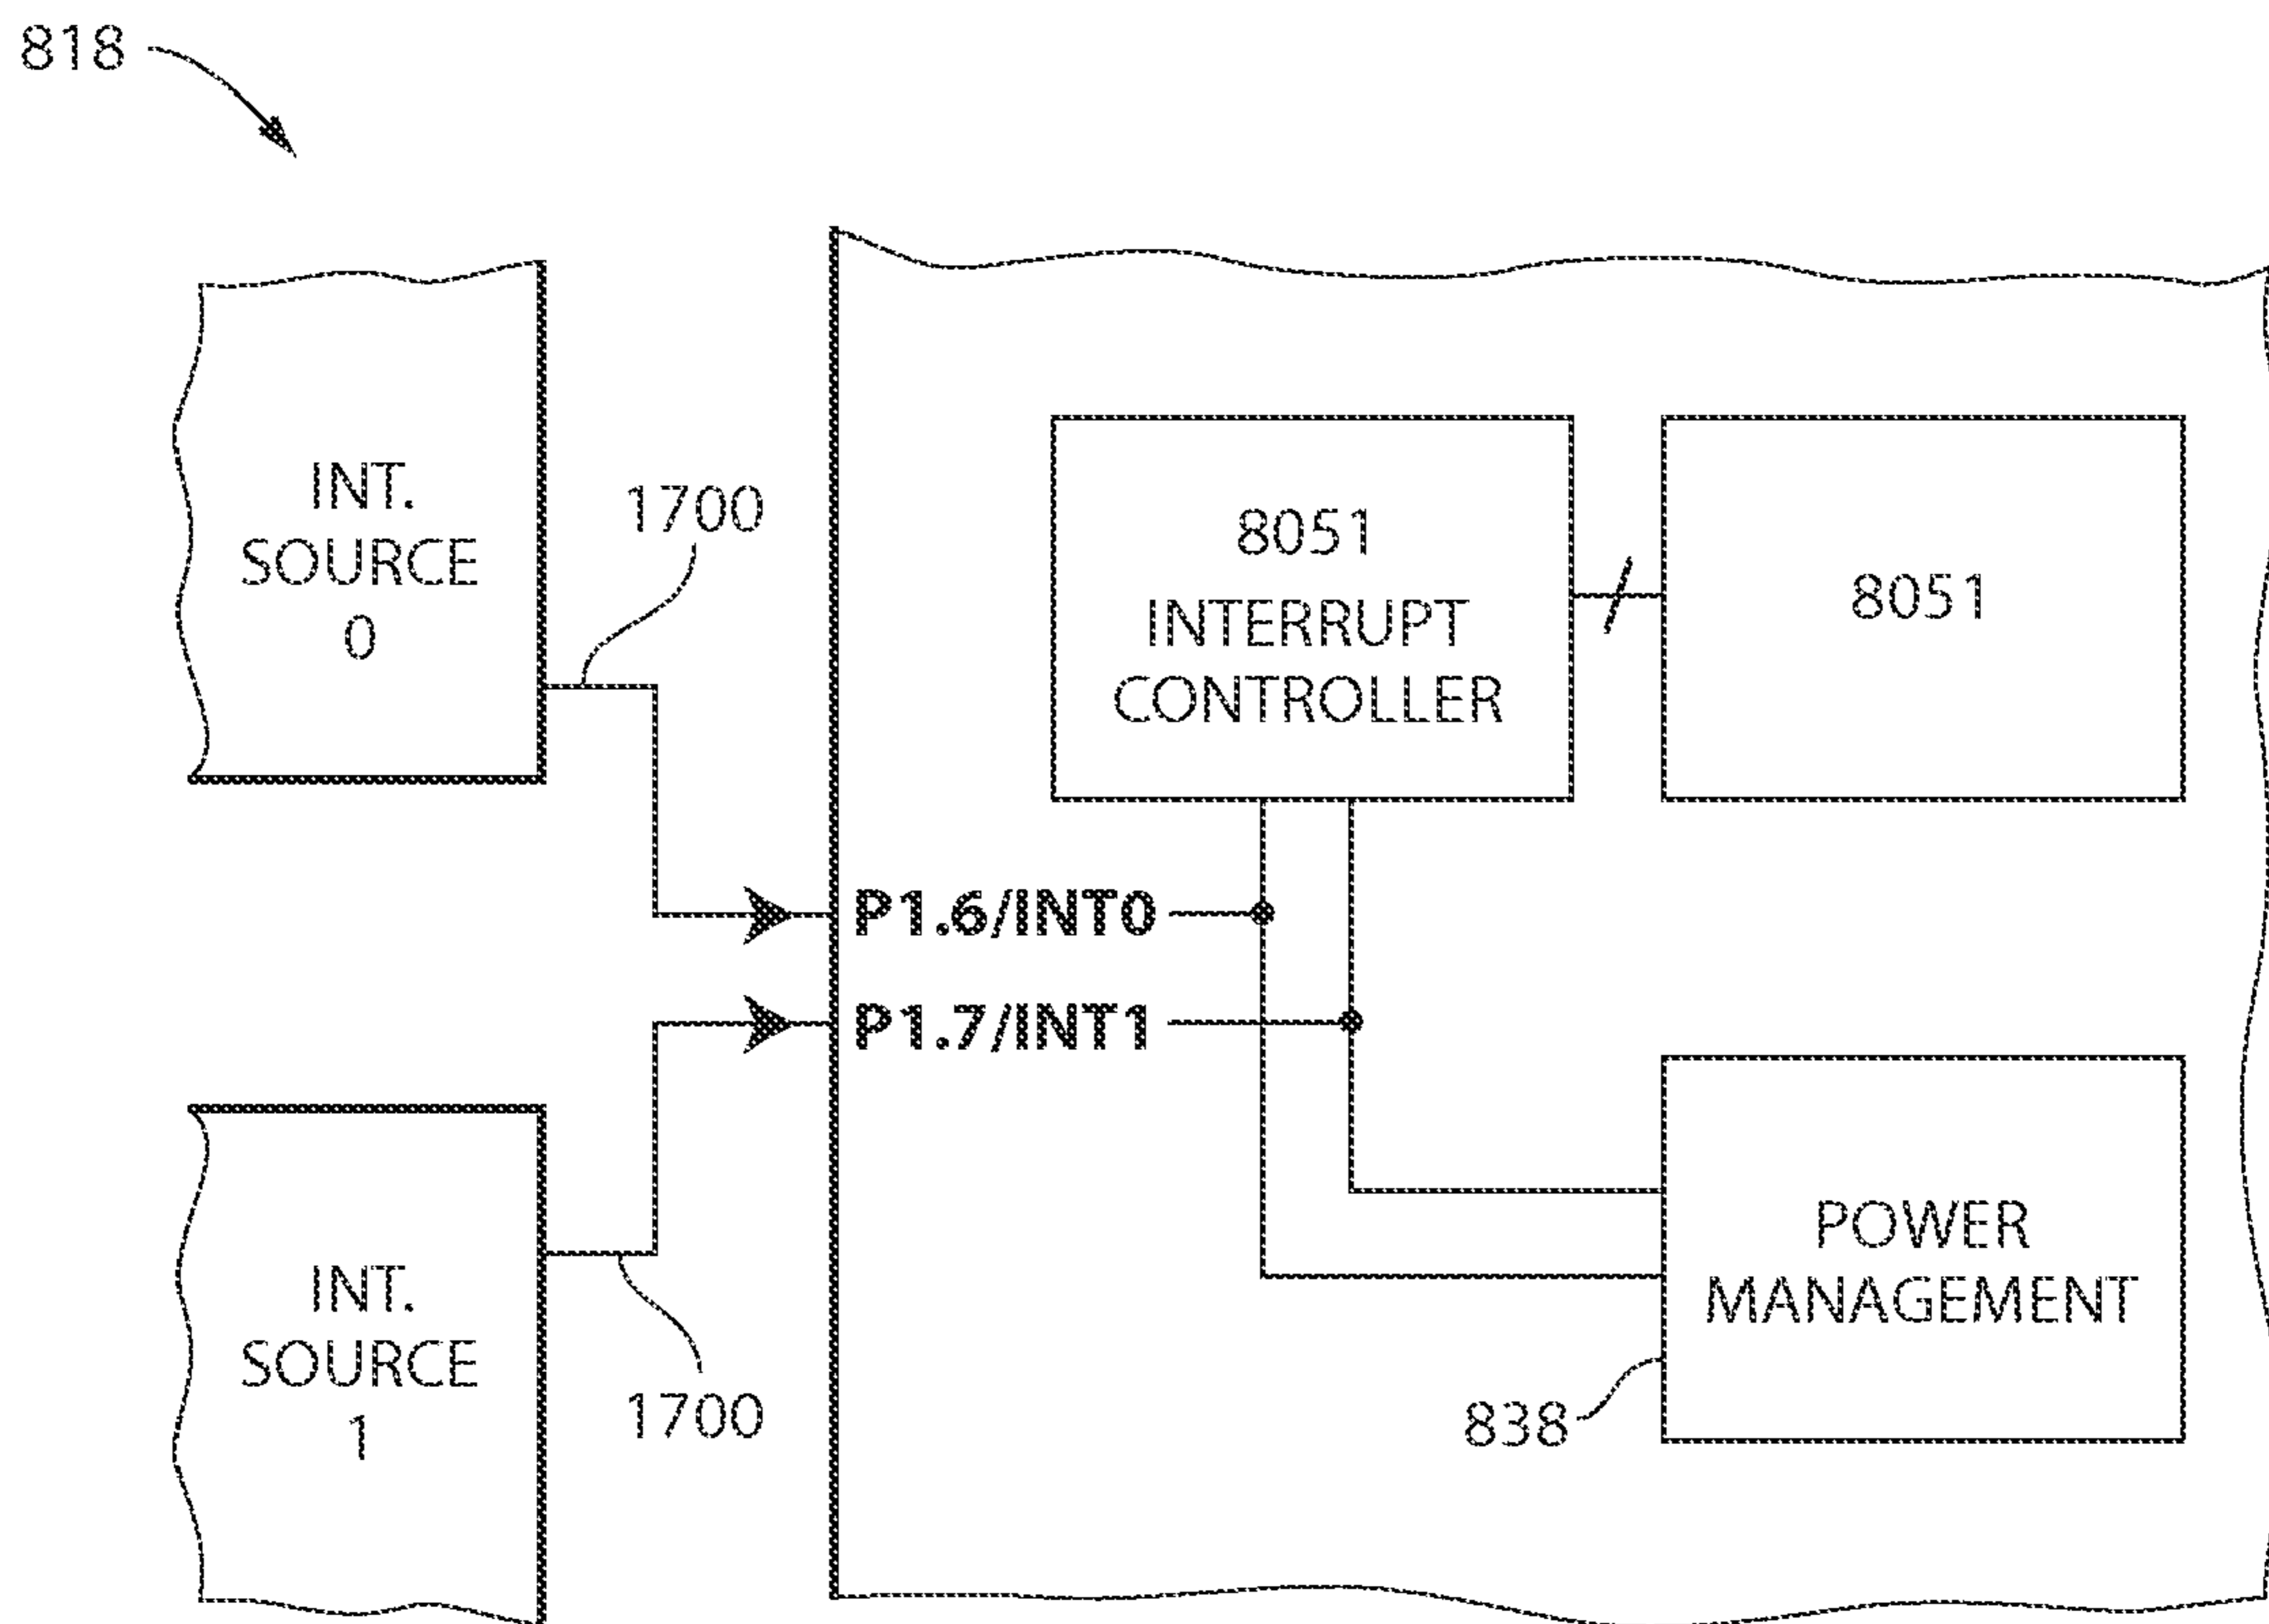 818
INT.
SOURCE
0
1700
8051
INTERRUPT
CONTROLLER
8051
P1.6/INT0
P1.7/INT1
INT.
SOURCE
1
1700
POWER
MANAGEMENT
838